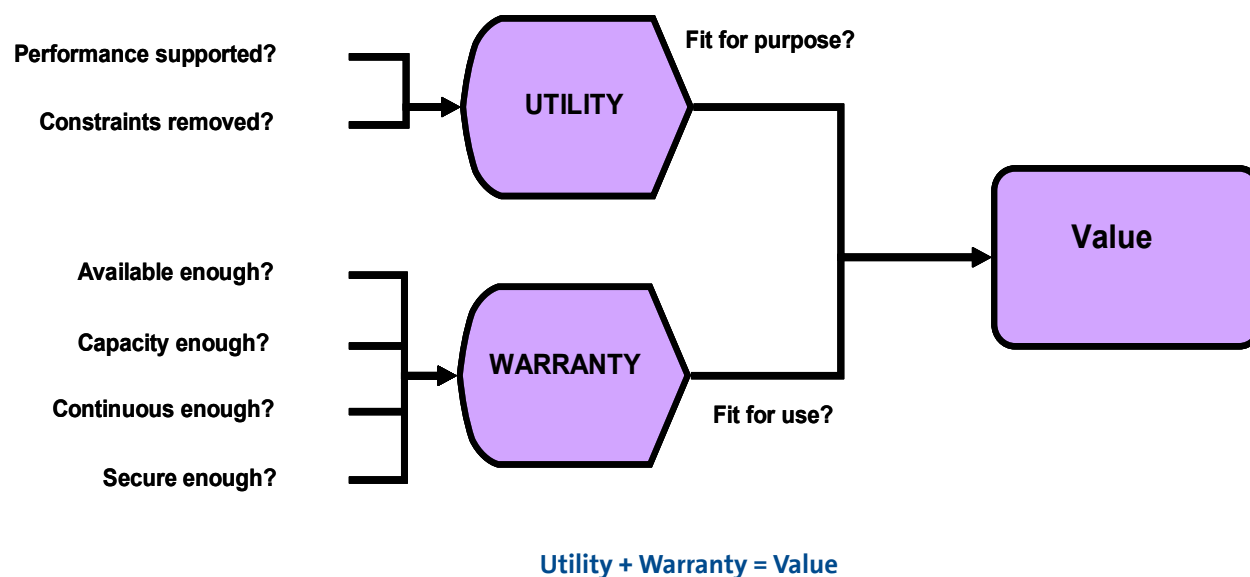 Performance supported?
Constraints removed?
UTILITY
Fit for purpose?
Available enough?
Capacity enough?
Continuous enough?
Secure enough?
WARRANTY
Fit for use?
Value
Utility + Warranty = Value